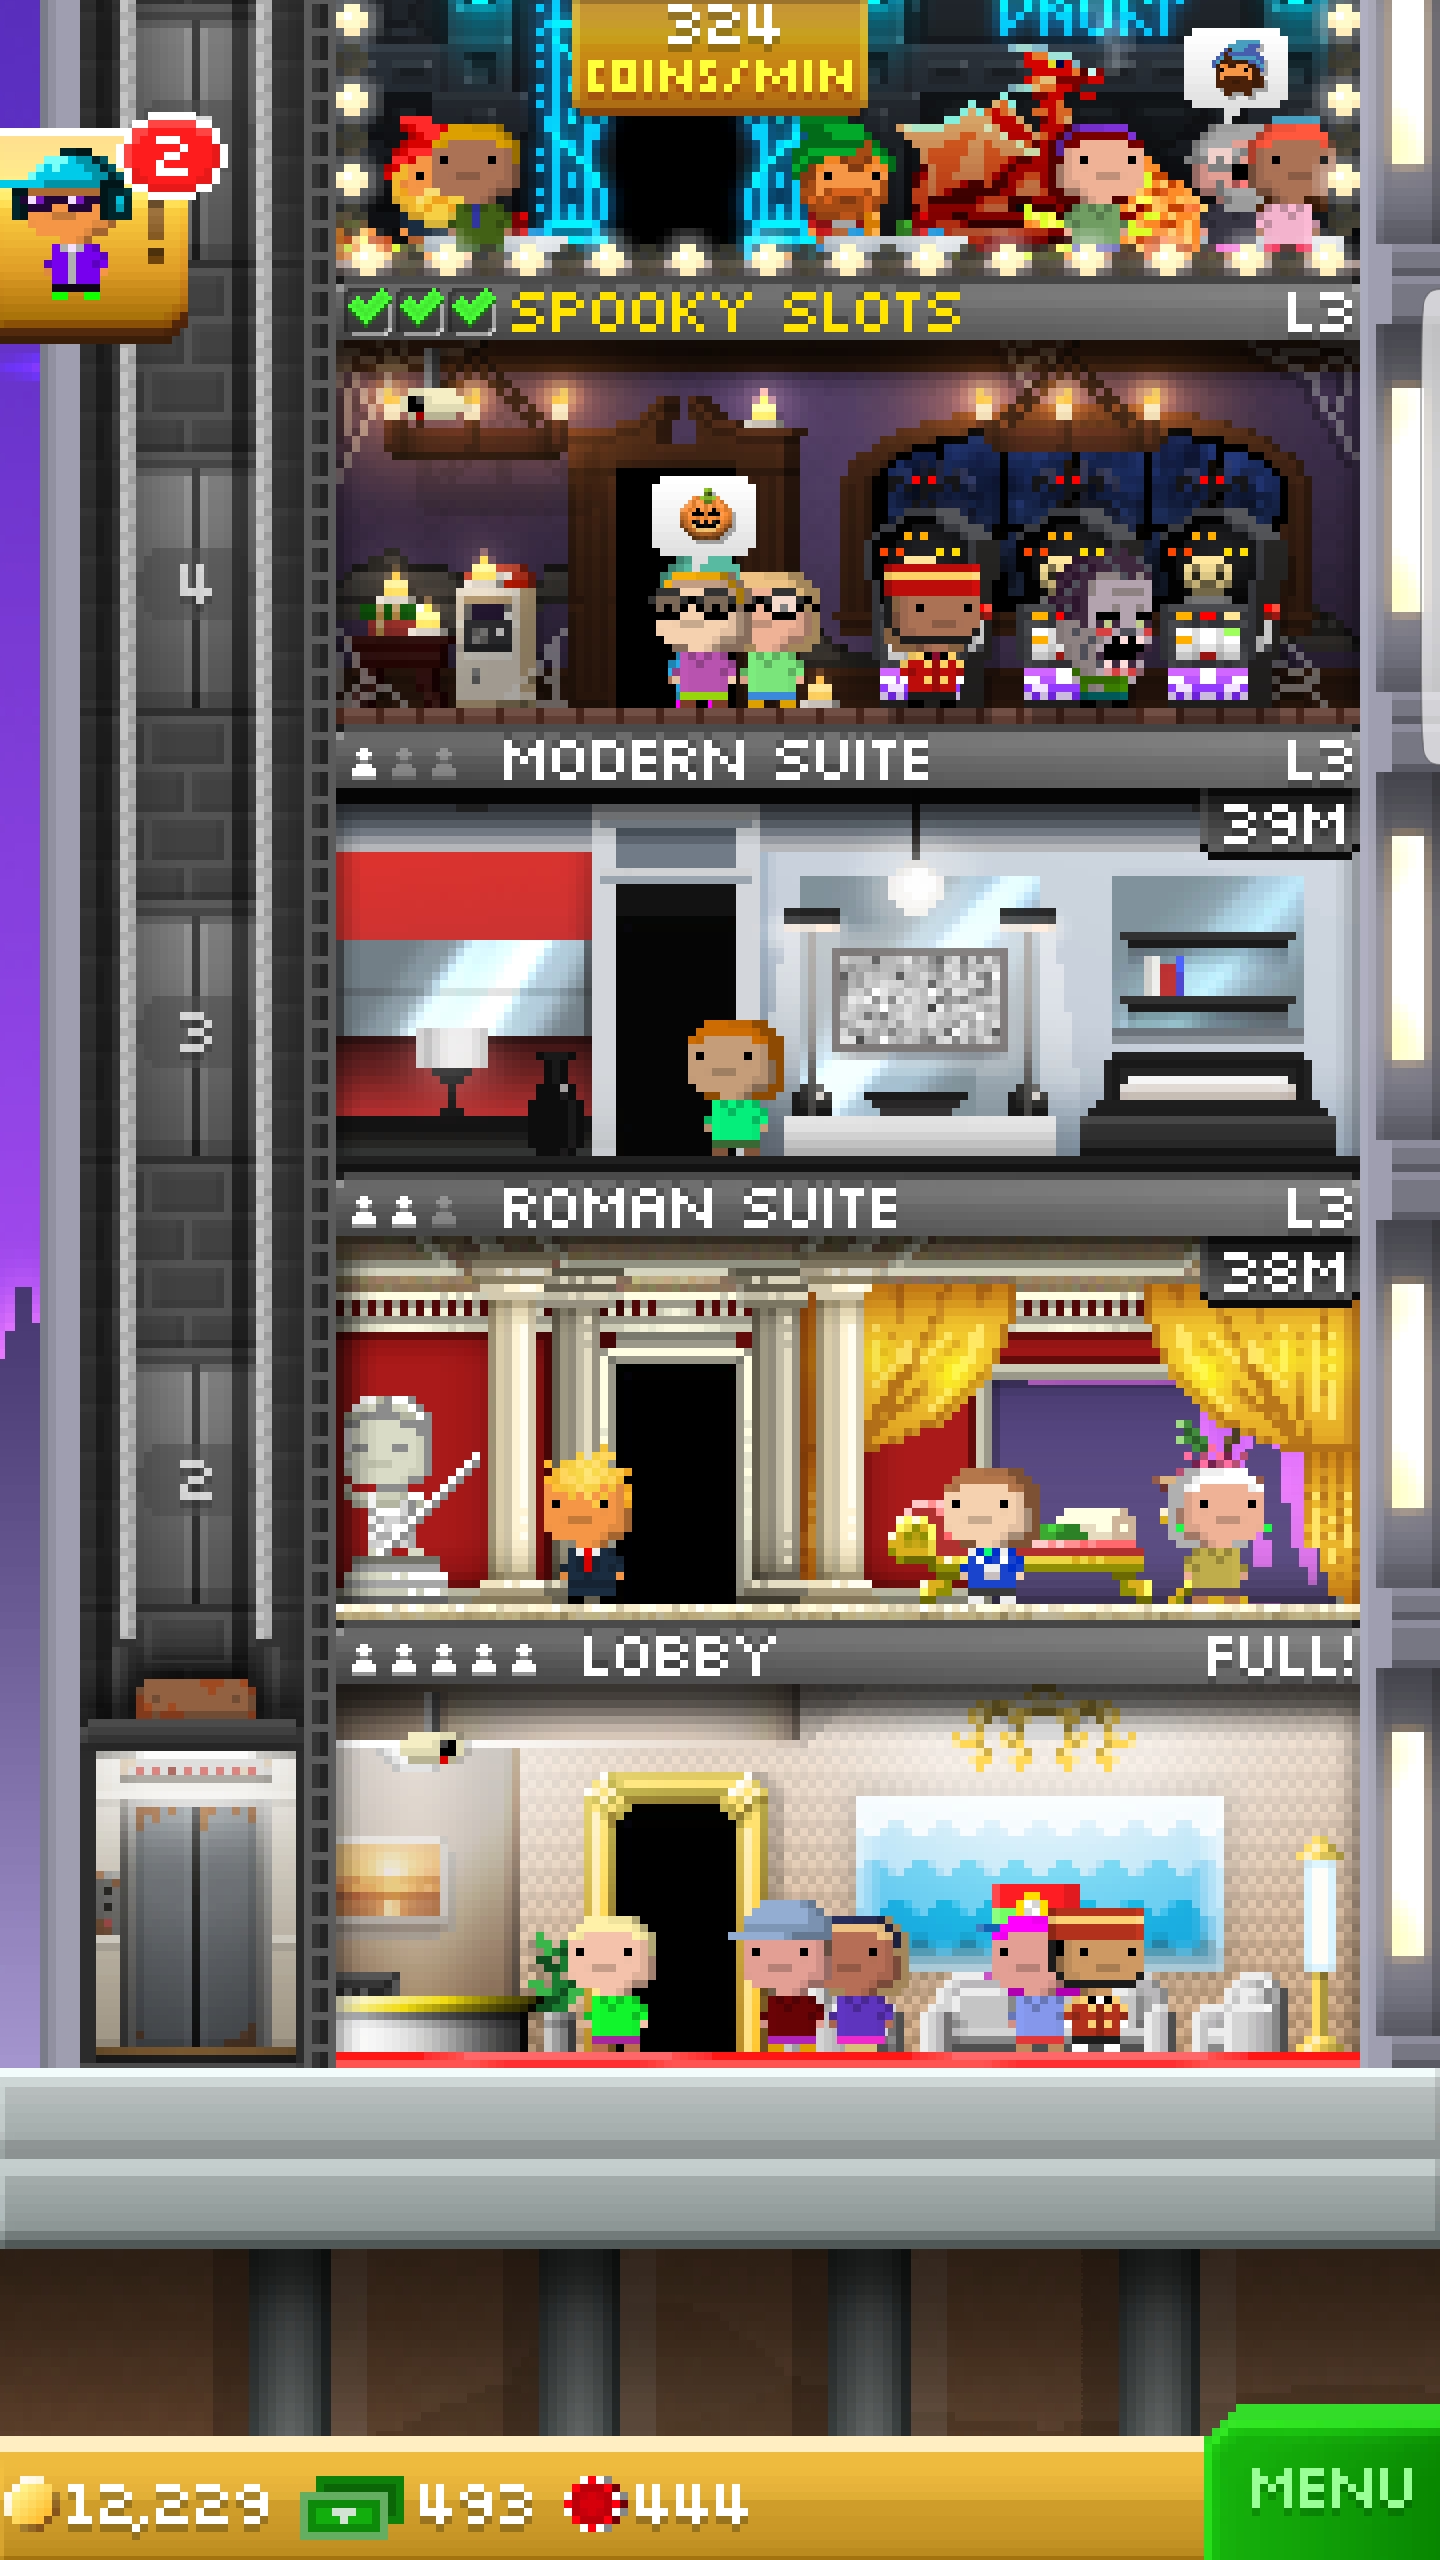 324
COINS/MIN
2
!
SPOOKY SLOTS L3
4
MODERN SUITE L3
39M
3
ROMAN SUITE L3
38M
2
LOBBY FULL!
12,229 493 444
MENU